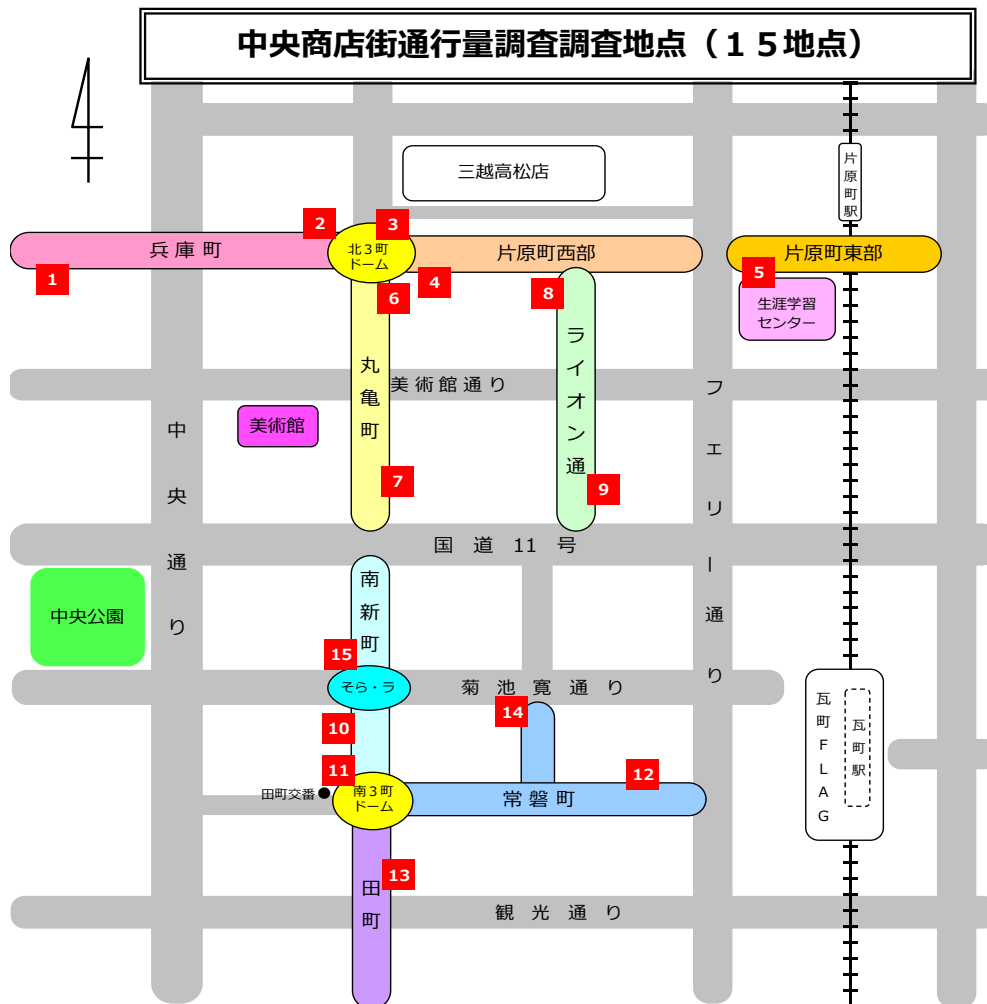 中央商店街通行量調査調査地点（１５地点）
三越高松店
片原町駅
2
3
兵庫町
北３町
ドーム
片原町西部
片原町東部
1
4
5
6
8
生涯学習
センター
ライオン通
丸亀町
美術館通り
フェリー通り
美術館
中央通り
7
9
国道11号
南新町
中央公園
15
そら・ラ
菊池寛通り
14
10
瓦町FLAG
瓦町駅
11
12
田町交番
南３町
ドーム
常磐町
13
田町
観光通り